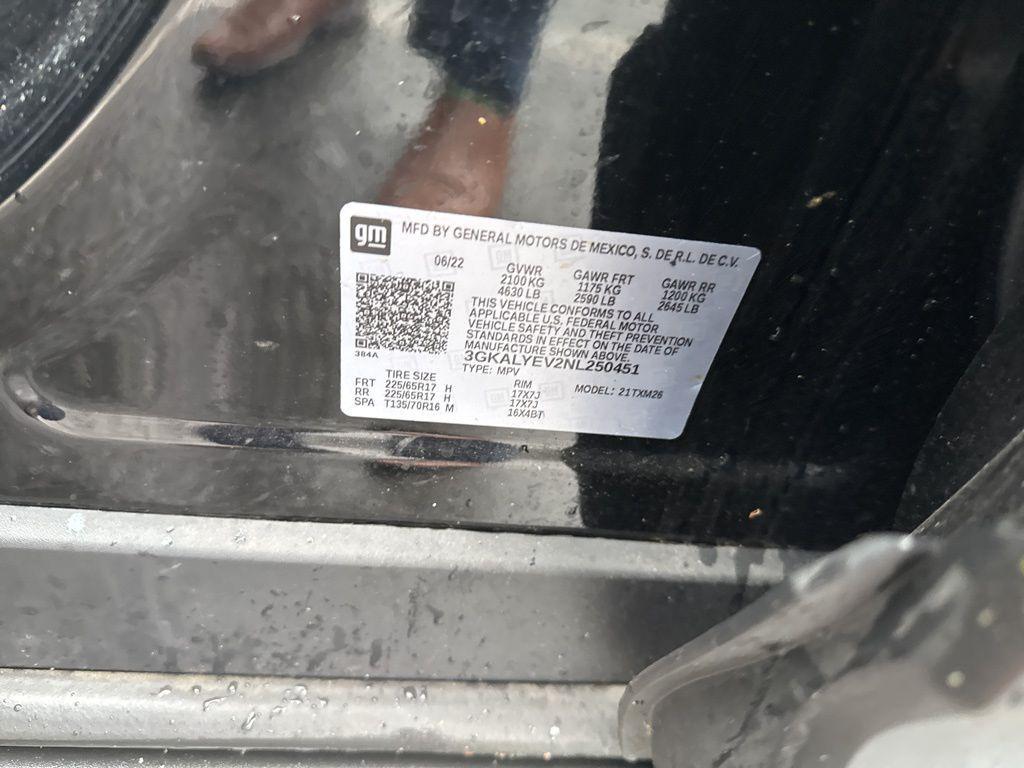 gm MFD BY GENERAL MOTORS DE MEXICO, S. DE R.L. DE C.V.
06/22 GVWR GAWR FRT GAWR RR
2100 KG 1175 KG 1200 KG
4630 LB 2590 LB 2645 LB
THIS VEHICLE CONFORMS TO ALL
APPLICABLE U.S. FEDERAL MOTOR
VEHICLE SAFETY AND THEFT PREVENTION
STANDARDS IN EFFECT ON THE DATE OF
MANUFACTURE SHOWN ABOVE.
384A 3GKALYEV2NL250451
TYPE: MPV
TIRE SIZE RIM MODEL: 21TXM26
FRT 225/65R17 H 17X7J
RR 225/65R17 H 17X7J
SPA T135/70R16 M 16X4BT